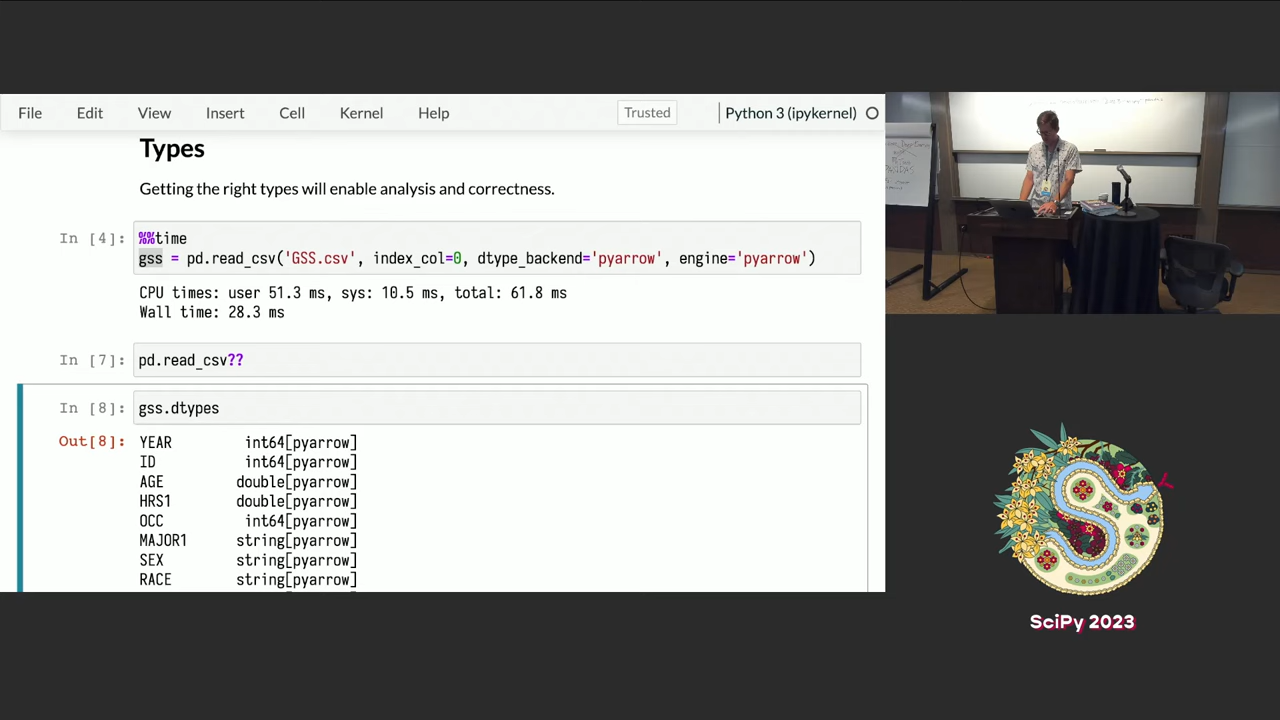 File Edit View Insert Cell Kernel Help Trusted Python 3 (ipykernel)
Types
Getting the right types will enable analysis and correctness.
In [4]: %%time
gss = pd.read_csv('GSS.csv', index_col=0, dtype_backend='pyarrow', engine='pyarrow')
CPU times: user 51.3 ms, sys: 10.5 ms, total: 61.8 ms
Wall time: 28.3 ms
In [7]: pd.read_csv??
In [8]: gss.dtypes
Out[8]: YEAR int64[pyarrow]
ID int64[pyarrow]
AGE double[pyarrow]
HRS1 double[pyarrow]
OCC int64[pyarrow]
MAJOR1 string[pyarrow]
SEX string[pyarrow]
RACE string[pyarrow]
SciPy 2023